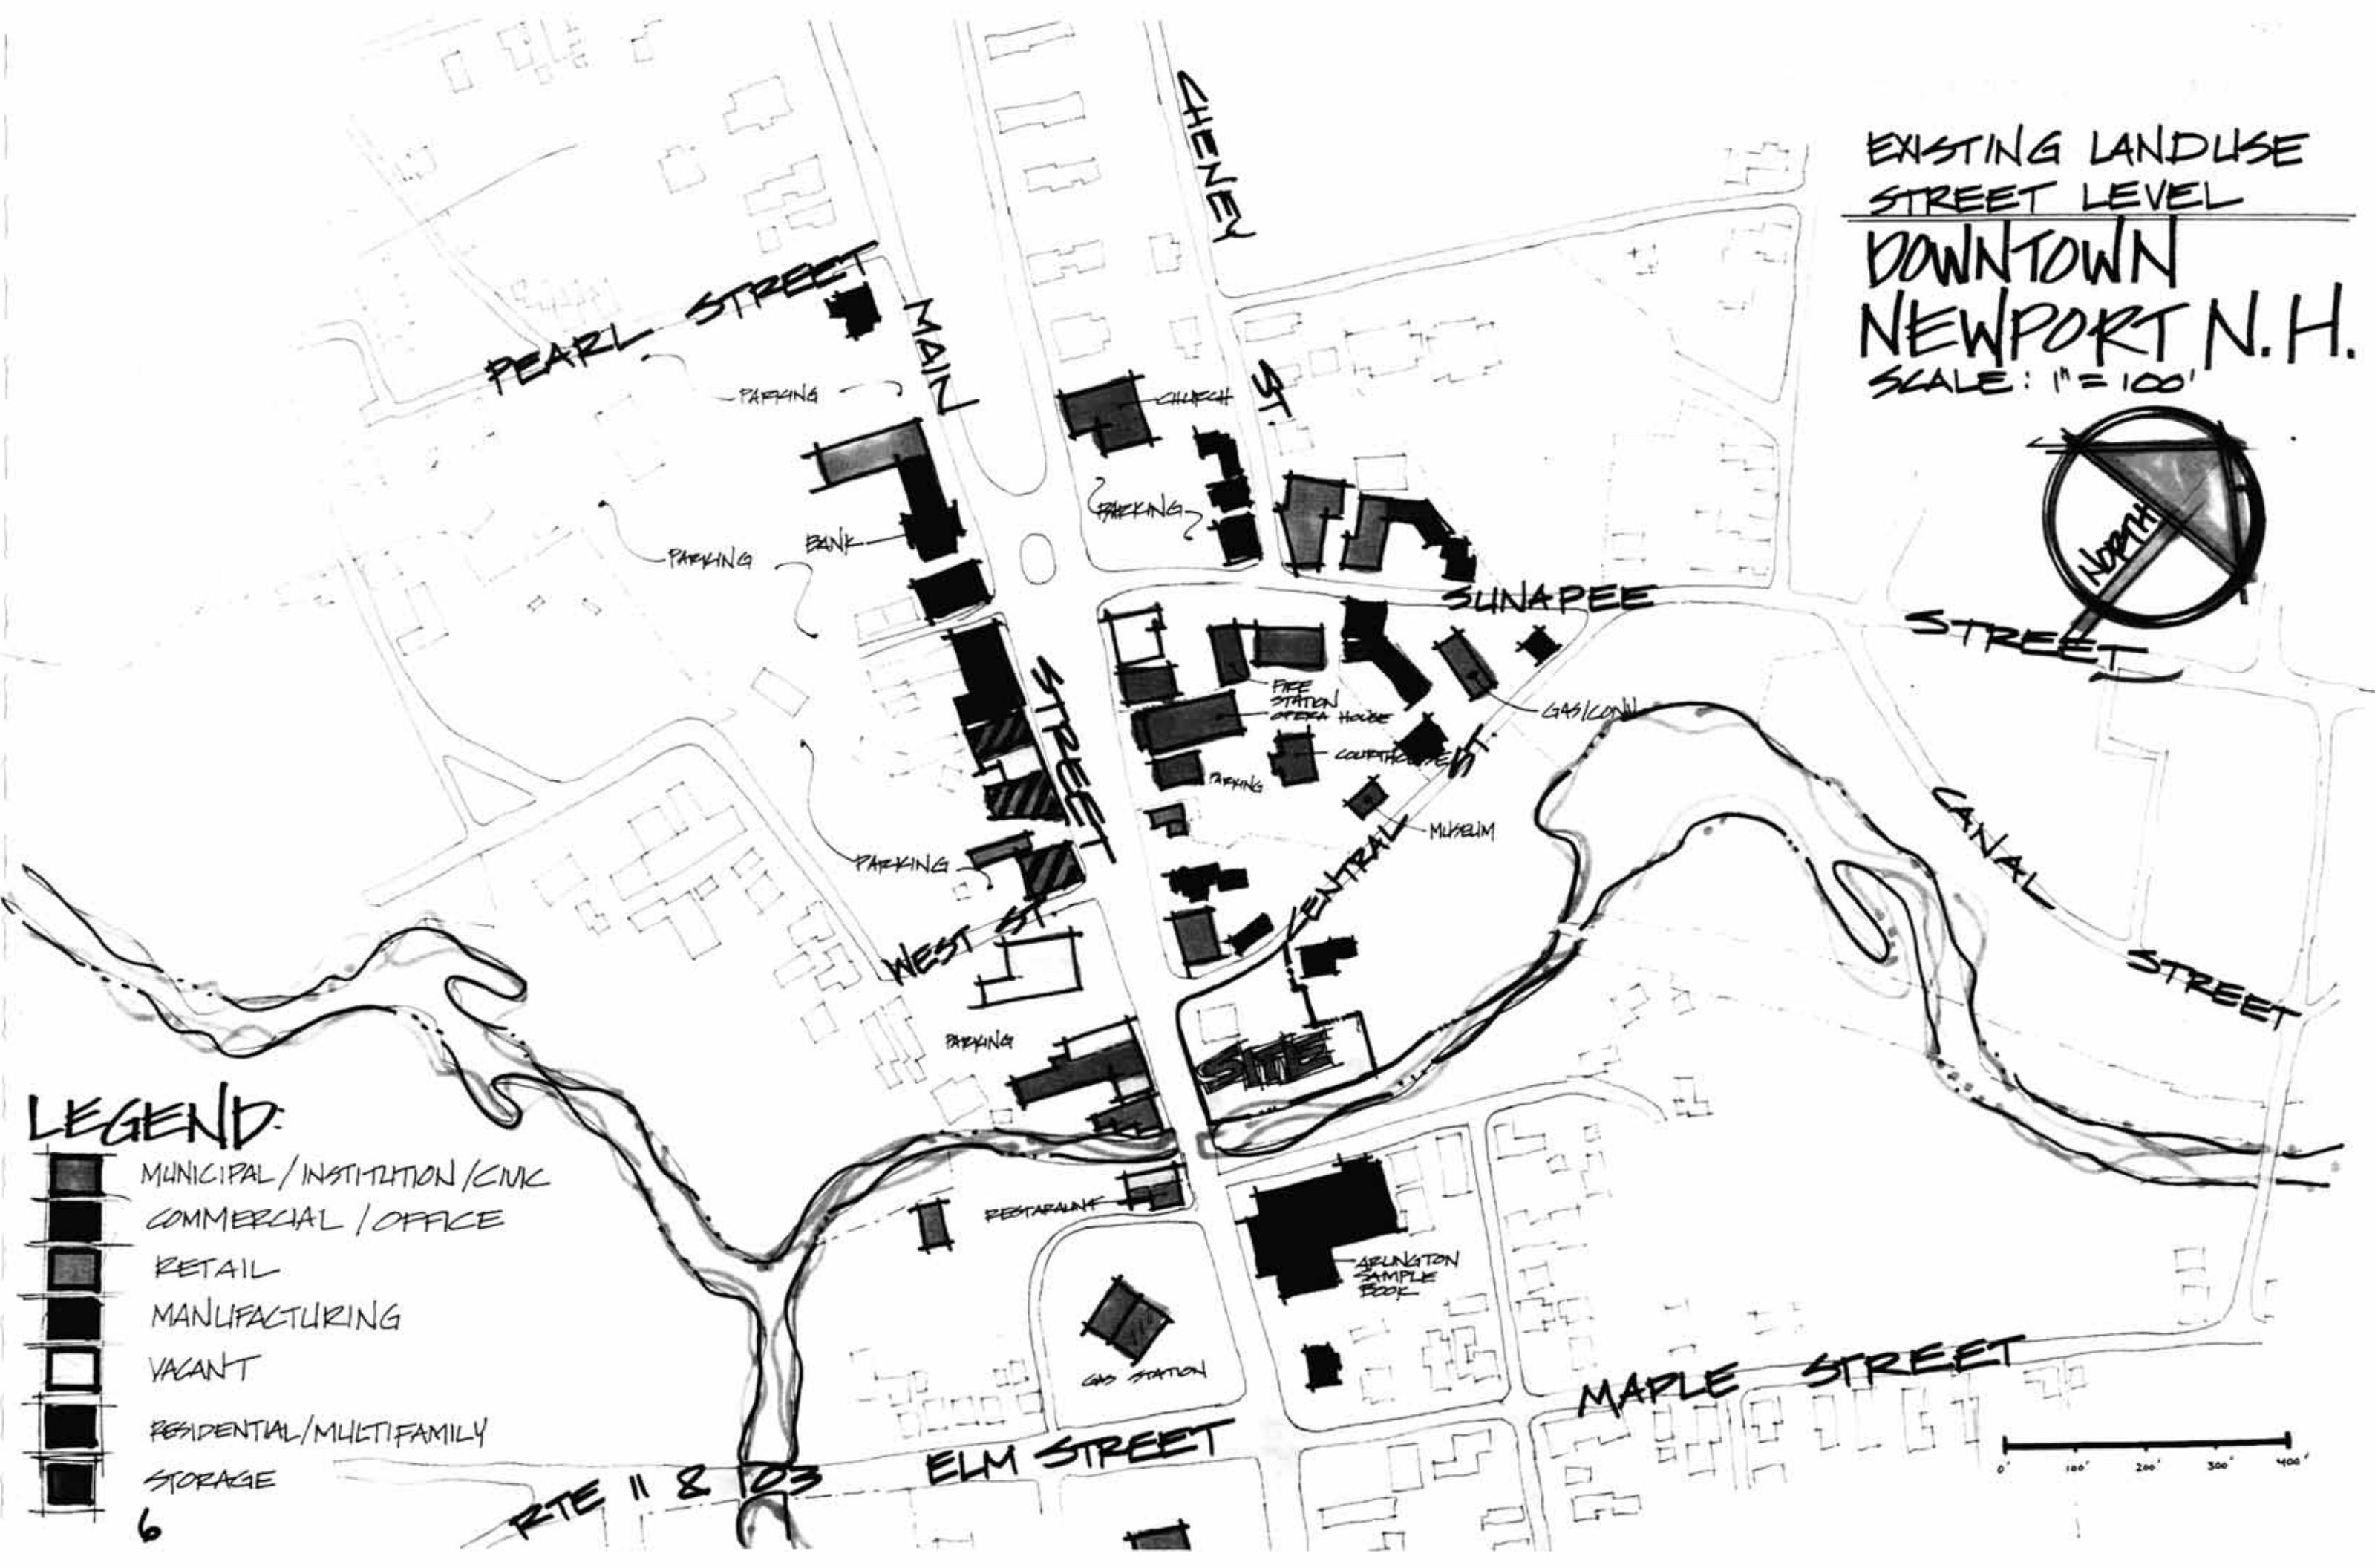 EXISTING LANDUSE
STREET LEVEL
DOWNTOWN
NEWPORT N.H.
SCALE: 1" = 100'
NORTH
CHENEY
ST.
PEARL STREET
MAIN
STREET
PARKING
CHURCH
PARKING
BANK
PARKING
SUNAPEE
STREET
FIRE
STATION
OPERA HOUSE
GAS/CONV.
COURTHOUSE
PARKING
MUSEUM
CENTRAL
ST.
CANAL
STREET
PARKING
WEST ST.
PARKING
SITE
RESTARAUNT
ARLINGTON
SAMPLE
BOOK
GAS STATION
MAPLE STREET
ELM STREET
RTE 11 & 103
0' 100' 200' 300' 400'
LEGEND:
MUNICIPAL / INSTITUTION / CIVIC
COMMERCIAL / OFFICE
RETAIL
MANUFACTURING
VACANT
RESIDENTIAL/MULTIFAMILY
STORAGE
6